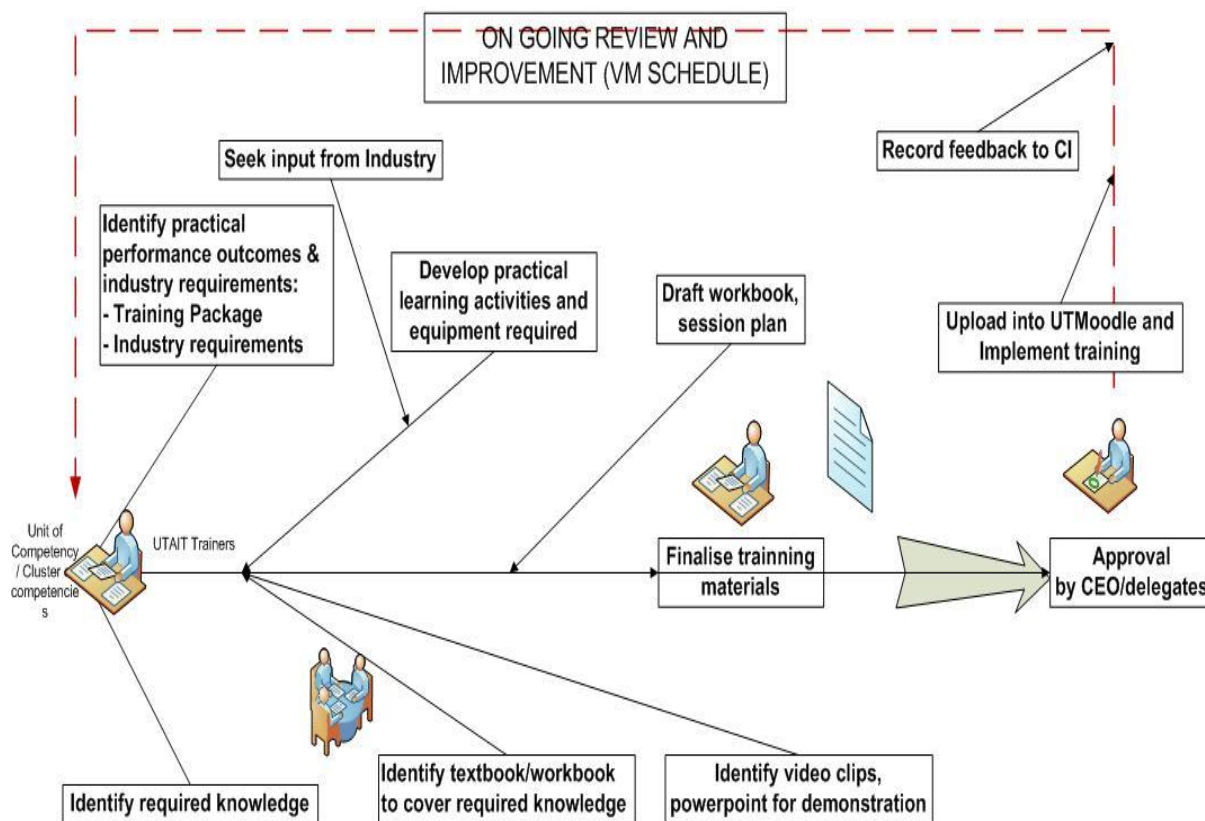 ON GOING REVIEW AND
IMPROVEMENT (VM SCHEDULE)
Record feedback to CI
Seek input from Industry
Identify practical
performance outcomes &
industry requirements:
- Training Package
- Industry requirements
Develop practical
learning activities and
equipment required
Draft workbook,
session plan
Upload into UTMoodle and
Implement training
Unit of
Competency
/ Cluster
competencie
s
UTAIT Trainers
Finalise trainning
materials
Approval
by CEO/delegates
Identify required knowledge
Identify textbook/workbook
to cover required knowledge
Identify video clips,
powerpoint for demonstration